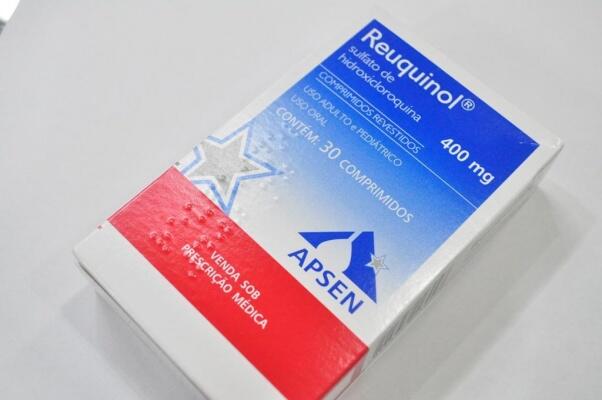 Reuquinol®
sulfato de
hidroxicloroquina
400 mg
COMPRIMIDOS REVESTIDOS
USO ADULTO e PEDIÁTRICO
USO ORAL
CONTÉM: 30 COMPRIMIDOS
APSEN
VENDA SOB
PRESCRIÇÃO MÉDICA